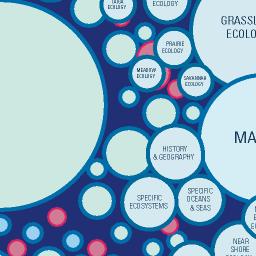 TAIGA
ECOLOGY
ECOLOGY
GRASSL
ECOLO
PRAIRIE
ECOLOGY
MEADOW
ECOLOGY
SAVANNAH
ECOLOGY
MA
HISTORY
& GEOGRAPHY
SPECIFIC
ECOSYSTEMS
SPECIFIC
OCEANS
& SEAS
NEAR
SHORE